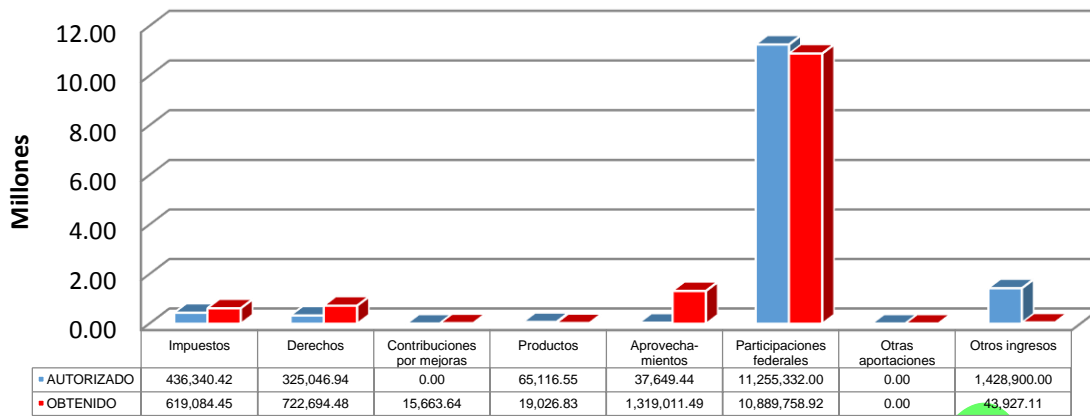 12.00
10.00
8.00
6.00
4.00
2.00
0.00
Millones
Impuestos Derechos Contribuciones por mejoras Productos Aprovecha-mientos Participaciones federales Otras aportaciones Otros ingresos
AUTORIZADO 436,340.42 325,046.94 0.00 65,116.55 37,649.44 11,255,332.00 0.00 1,428,900.00
OBTENIDO 619,084.45 722,694.48 15,663.64 19,026.83 1,319,011.49 10,889,758.92 0.00 43,927.11